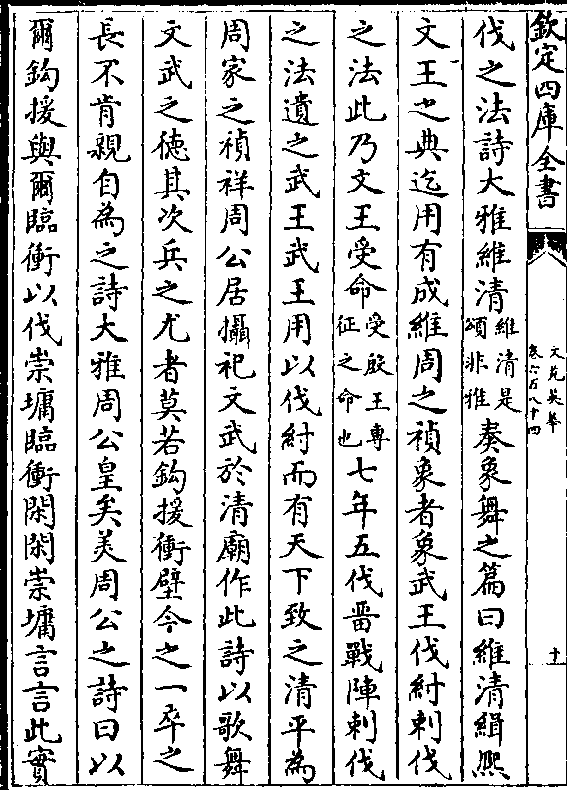 欽定四庫全書
文苑英華
卷六百八十四
十
伐之法詩大雅維清維清是頌非雅奏象舞之篇曰維清緝熙
文王之典迄用有成維周之禎象者象武王伐紂刺伐
之法此乃文王受命受殷王專征之命也七年五伐畱戰陣刺伐
之法遺之武王武王用以伐紂而有天下致之清平為
周家之禎祥周公居攝祀文武於清廟作此詩以歌舞
文武之德其次兵之尤者莫若鈎援衝壁今之一卒之
長不肯親自為之詩大雅周公皇矣美周公之詩曰以
爾鈎援與爾臨衝以伐崇墉臨衝閑閑崇墉言言此實